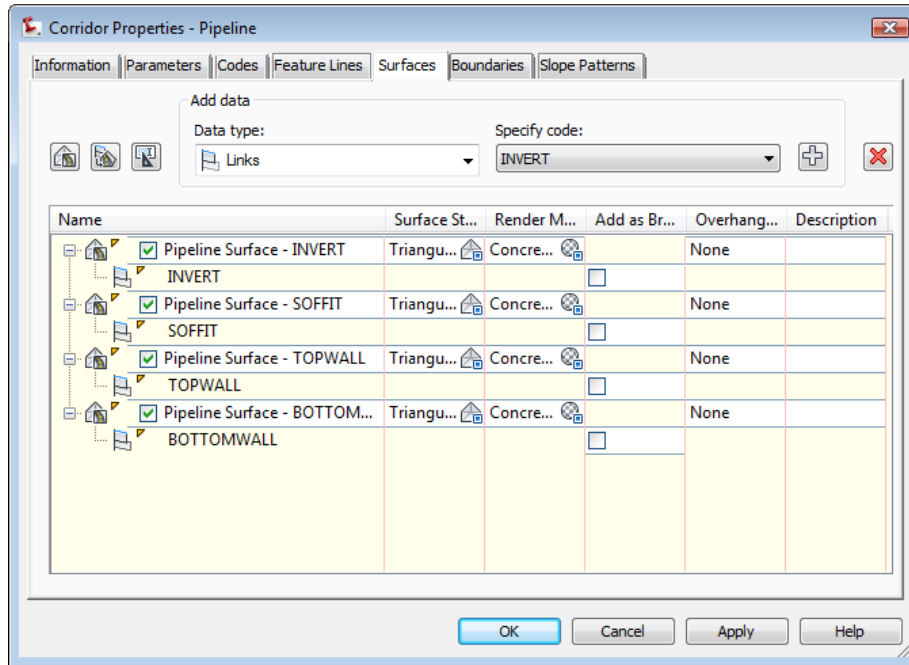 Corridor Properties - Pipeline
Information Parameters Codes Feature Lines Surfaces Boundaries Slope Patterns
Add data
Data type: Specify code:
Links INVERT
Name Surface St... Render M... Add as Br... Overhang... Description
Pipeline Surface - INVERT Triangu... Concre... None
INVERT
Pipeline Surface - SOFFIT Triangu... Concre... None
SOFFIT
Pipeline Surface - TOPWALL Triangu... Concre... None
TOPWALL
Pipeline Surface - BOTTOM... Triangu... Concre... None
BOTTOMWALL
OK Cancel Apply Help